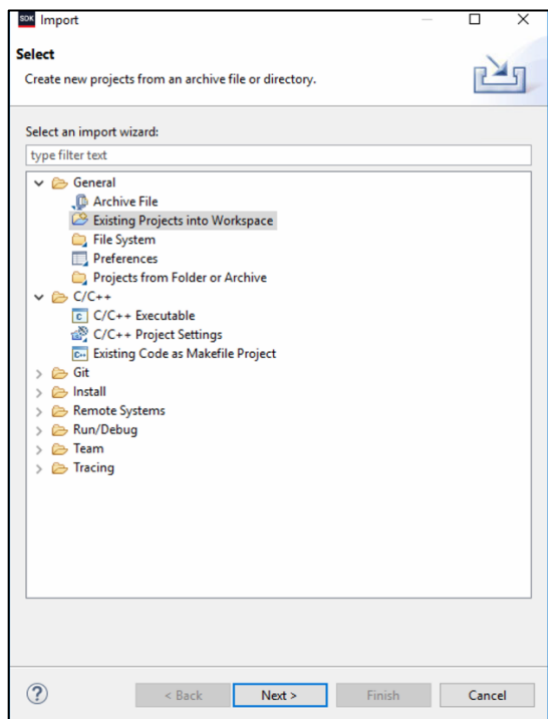 SDK Import
Select
Create new projects from an archive file or directory.
Select an import wizard:
type filter text
General
Archive File
Existing Projects into Workspace
File System
Preferences
Projects from Folder or Archive
C/C++
C/C++ Executable
C/C++ Project Settings
Existing Code as Makefile Project
Git
Install
Remote Systems
Run/Debug
Team
Tracing
? < Back Next > Finish Cancel